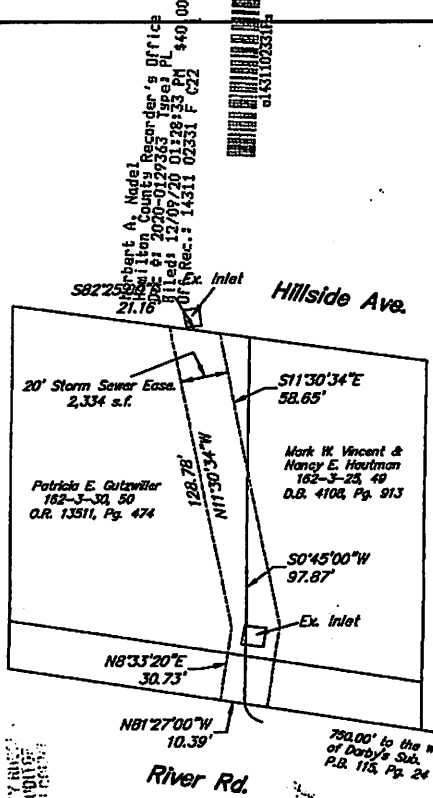 Herbert A. Nadel
Hamilton County Recorder's Office
Doc #: 2020-0129363 Type: PL
Filed: 12/09/20 01:28:33 PM $40.00
Off.Rec.: 14311 02331 F C22
Ex. Inlet
Hillside Ave.
21.16'
20' Storm Sewer Ease.
2,334 s.f.
S11°30'34"E
58.65'
128.78'
N11°30'34"W
Patricia E. Gutzwiller
162-3-30, 50
O.R. 13511, Pg. 474
Mark W. Vincent &
Nancy E. Hautman
162-3-25, 49
D.B. 4108, Pg. 913
S0°45'00"W
97.87'
Ex. Inlet
N8°33'20"E
30.73'
N81°27'00"W
10.39'
750.00' to the
of Darby's Sub.
P.B. 115, Pg. 24
River Rd.